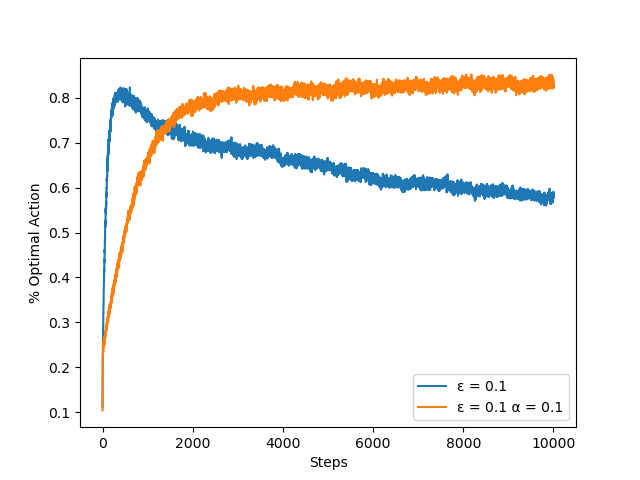 % Optimal Action
0.8
0.7
0.6
0.5
0.4
0.3
0.2
0.1
ε = 0.1
ε = 0.1 α = 0.1
0 2000 4000 6000 8000 10000
Steps